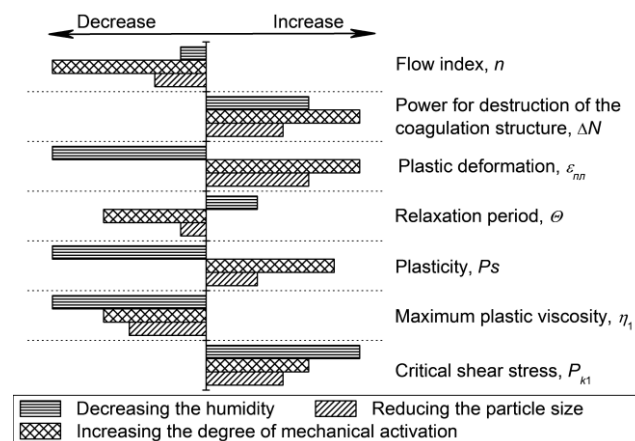 Decrease Increase
Flow index, n
Power for destruction of the
coagulation structure, ΔN
Plastic deformation, εпл
Relaxation period, Θ
Plasticity, Ps
Maximum plastic viscosity, η1
Critical shear stress, Pk1
Decreasing the humidity Reducing the particle size
Increasing the degree of mechanical activation